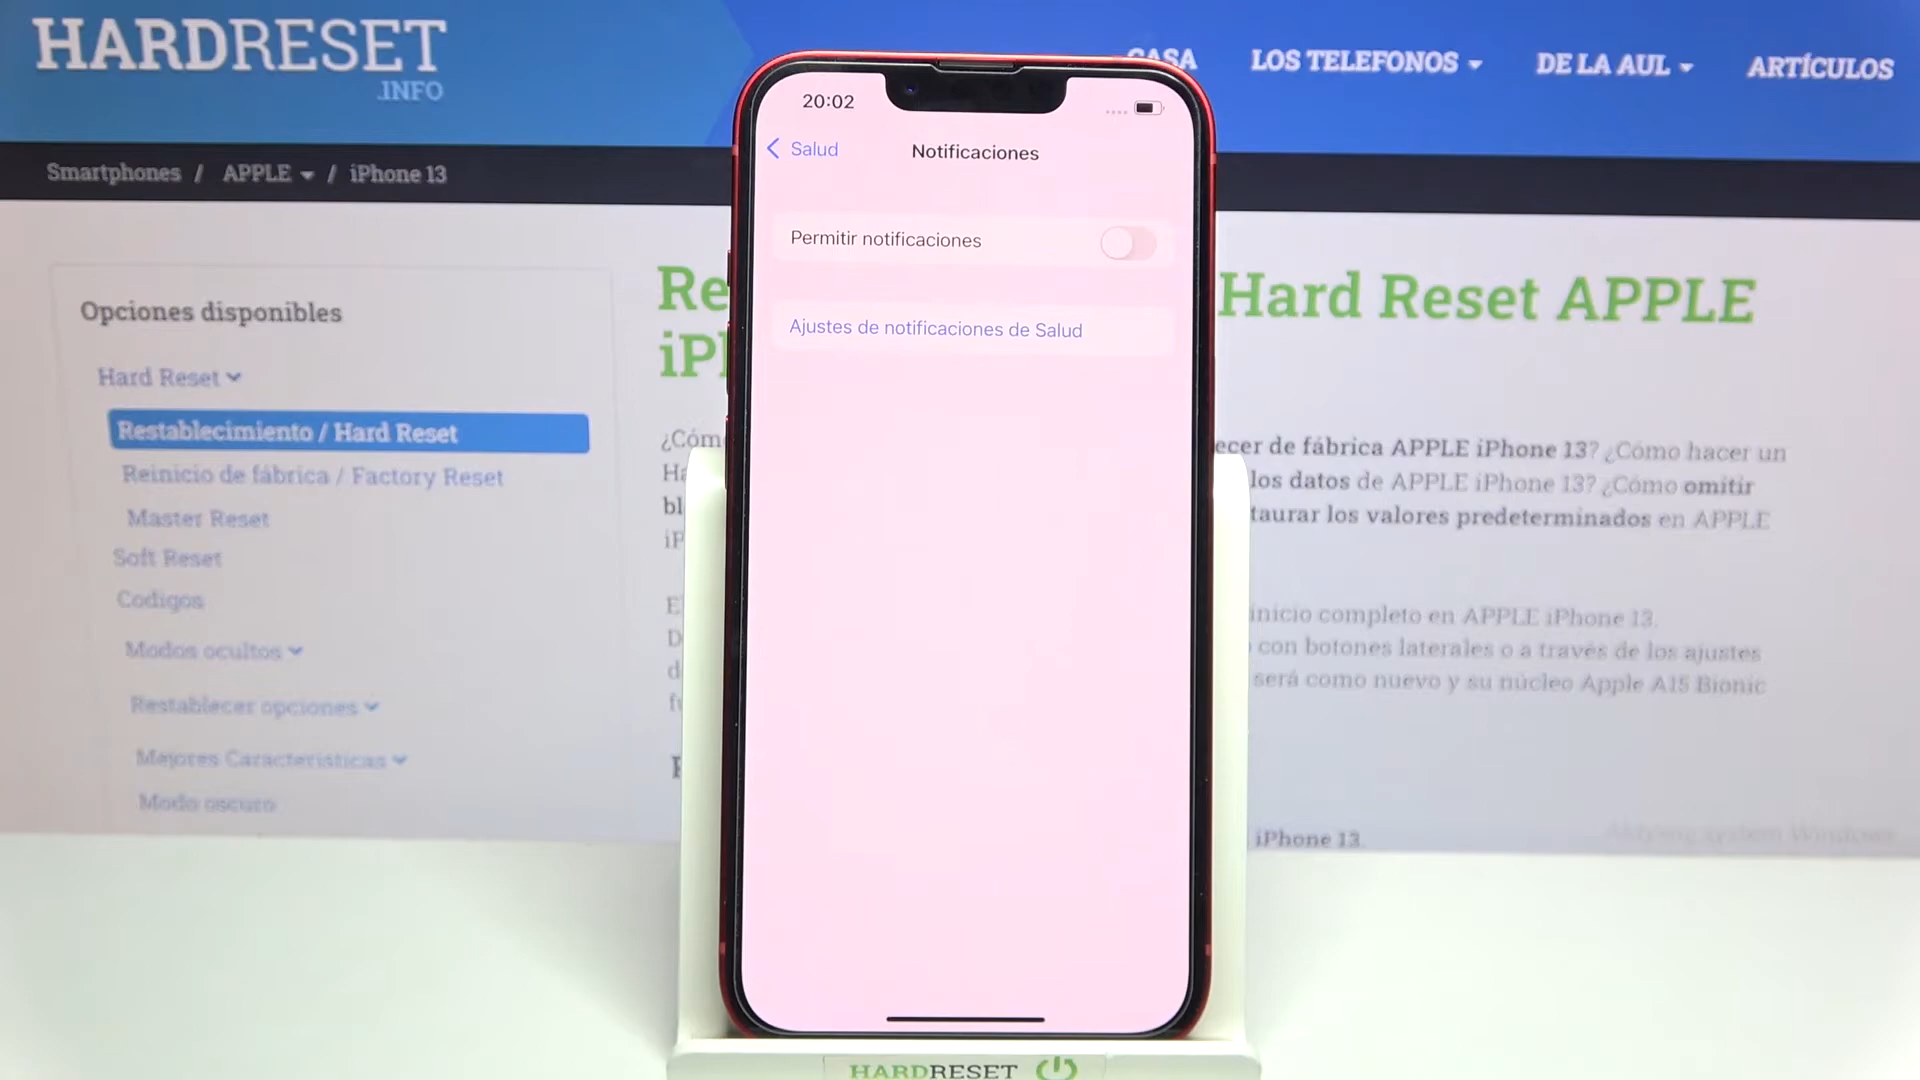 HARDRESET
.INFO
CASA
LOS TELEFONOS
DE LA AUL
ARTÍCULOS
Smartphones / APPLE / iPhone 13
20:02
Salud
Notificaciones
Permitir notificaciones
Ajustes de notificaciones de Salud
Opciones disponibles
Hard Reset
Restablecimiento / Hard Reset
Reinicio de fábrica / Factory Reset
Master Reset
Soft Reset
Codigos
Modos ocultos
Restablecer opciones
Mejores Características
Modo oscuro
Re Hard Reset APPLE
iPh
¿Cóm ecer de fábrica APPLE iPhone 13? ¿Cómo hacer un
Ha los datos de APPLE iPhone 13? ¿Cómo omitir
bl taurar los valores predeterminados en APPLE
iP
El inicio completo en APPLE iPhone 13.
D con botones laterales o a través de los ajustes
d será como nuevo y su núcleo Apple A15 Bionic
iPhone 13.
HARDRESET